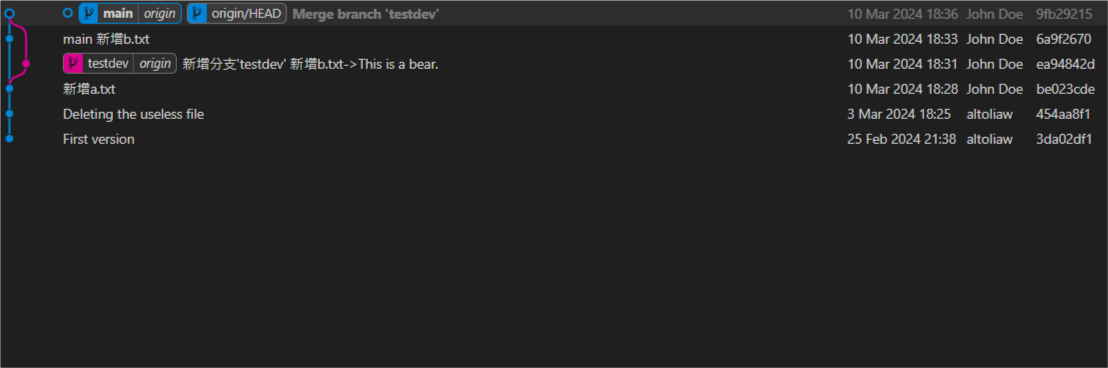 main origin origin/HEAD Merge branch 'testdev' 10 Mar 2024 18:36 John Doe 9fb29215
main 新增b.txt 10 Mar 2024 18:33 John Doe 6a9f2670
testdev origin 新增分支'testdev' 新增b.txt->This is a bear. 10 Mar 2024 18:31 John Doe ea94842d
新增a.txt 10 Mar 2024 18:28 John Doe be023cde
Deleting the useless file 3 Mar 2024 18:25 altoliaw 454aa8f1
First version 25 Feb 2024 21:38 altoliaw 3da02df1